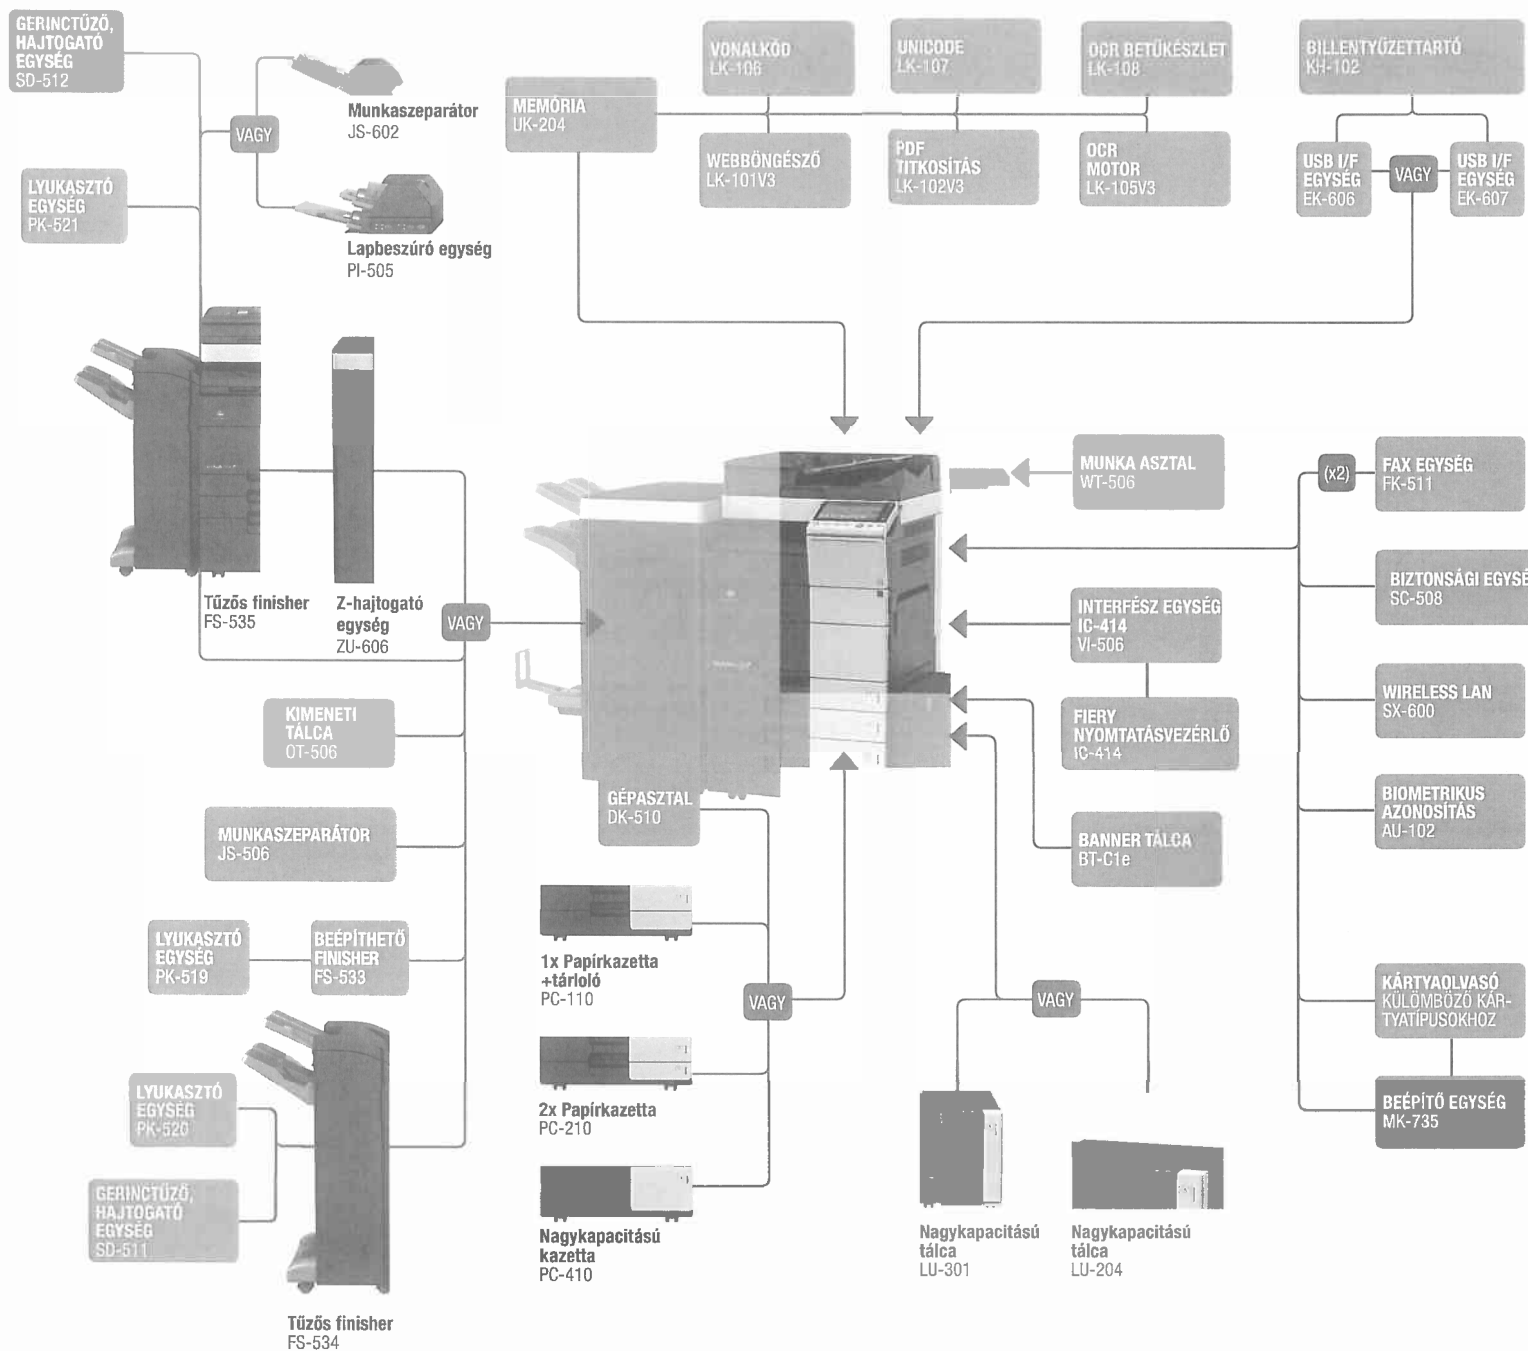 GERINCTŰZŐ,
HAJTOGATÓ
EGYSÉG
SD-512
VAGY
Munkaszeparátor
JS-602
LYUKASZTÓ
EGYSÉG
PK-521
Lapbeszúró egység
PI-505
MEMÓRIA
UK-204
VONALKÓD
LK-106
UNICODE
LK-107
OCR BETŰKÉSZLET
LK-108
WEBBÖNGÉSZŐ
LK-101V3
PDF
TITKOSÍTÁS
LK-102V3
OCR
MOTOR
LK-105V3
BILLENTYŰZETTARTÓ
KH-102
USB I/F
EGYSÉG
EK-606
VAGY
USB I/F
EGYSÉG
EK-607
Tűzős finisher
FS-535
Z-hajtogató
egység
ZU-606
VAGY
MUNKA ASZTAL
WT-506
(x2)
FAX EGYSÉG
FK-511
BIZTONSÁGI EGYSÉ
SC-508
INTERFÉSZ EGYSÉG
IC-414
VI-506
WIRELESS LAN
SX-600
FIERY
NYOMTATÁSVEZÉRLŐ
IC-414
BIOMETRIKUS
AZONOSÍTÁS
AU-102
BANNER TÁLCA
BT-C1e
KIMENETI
TÁLCA
OT-506
MUNKASZEPARÁTOR
JS-506
GÉPASZTAL
DK-510
LYUKASZTÓ
EGYSÉG
PK-519
BEÉPÍTHETŐ
FINISHER
FS-533
1x Papírkazetta
+tárloló
PC-110
VAGY
VAGY
KÁRTYAOLVASÓ
KÜLÖMBÖZŐ KÁR-
TYATÍPUSOKHOZ
BEÉPÍTŐ EGYSÉG
MK-735
LYUKASZTÓ
EGYSÉG
PK-520
2x Papírkazetta
PC-210
GERINCTŰZŐ,
HAJTOGATÓ
EGYSÉG
SD-511
Nagykapacitású
kazetta
PC-410
Nagykapacitású
tálca
LU-301
Nagykapacitású
tálca
LU-204
Tűzős finisher
FS-534